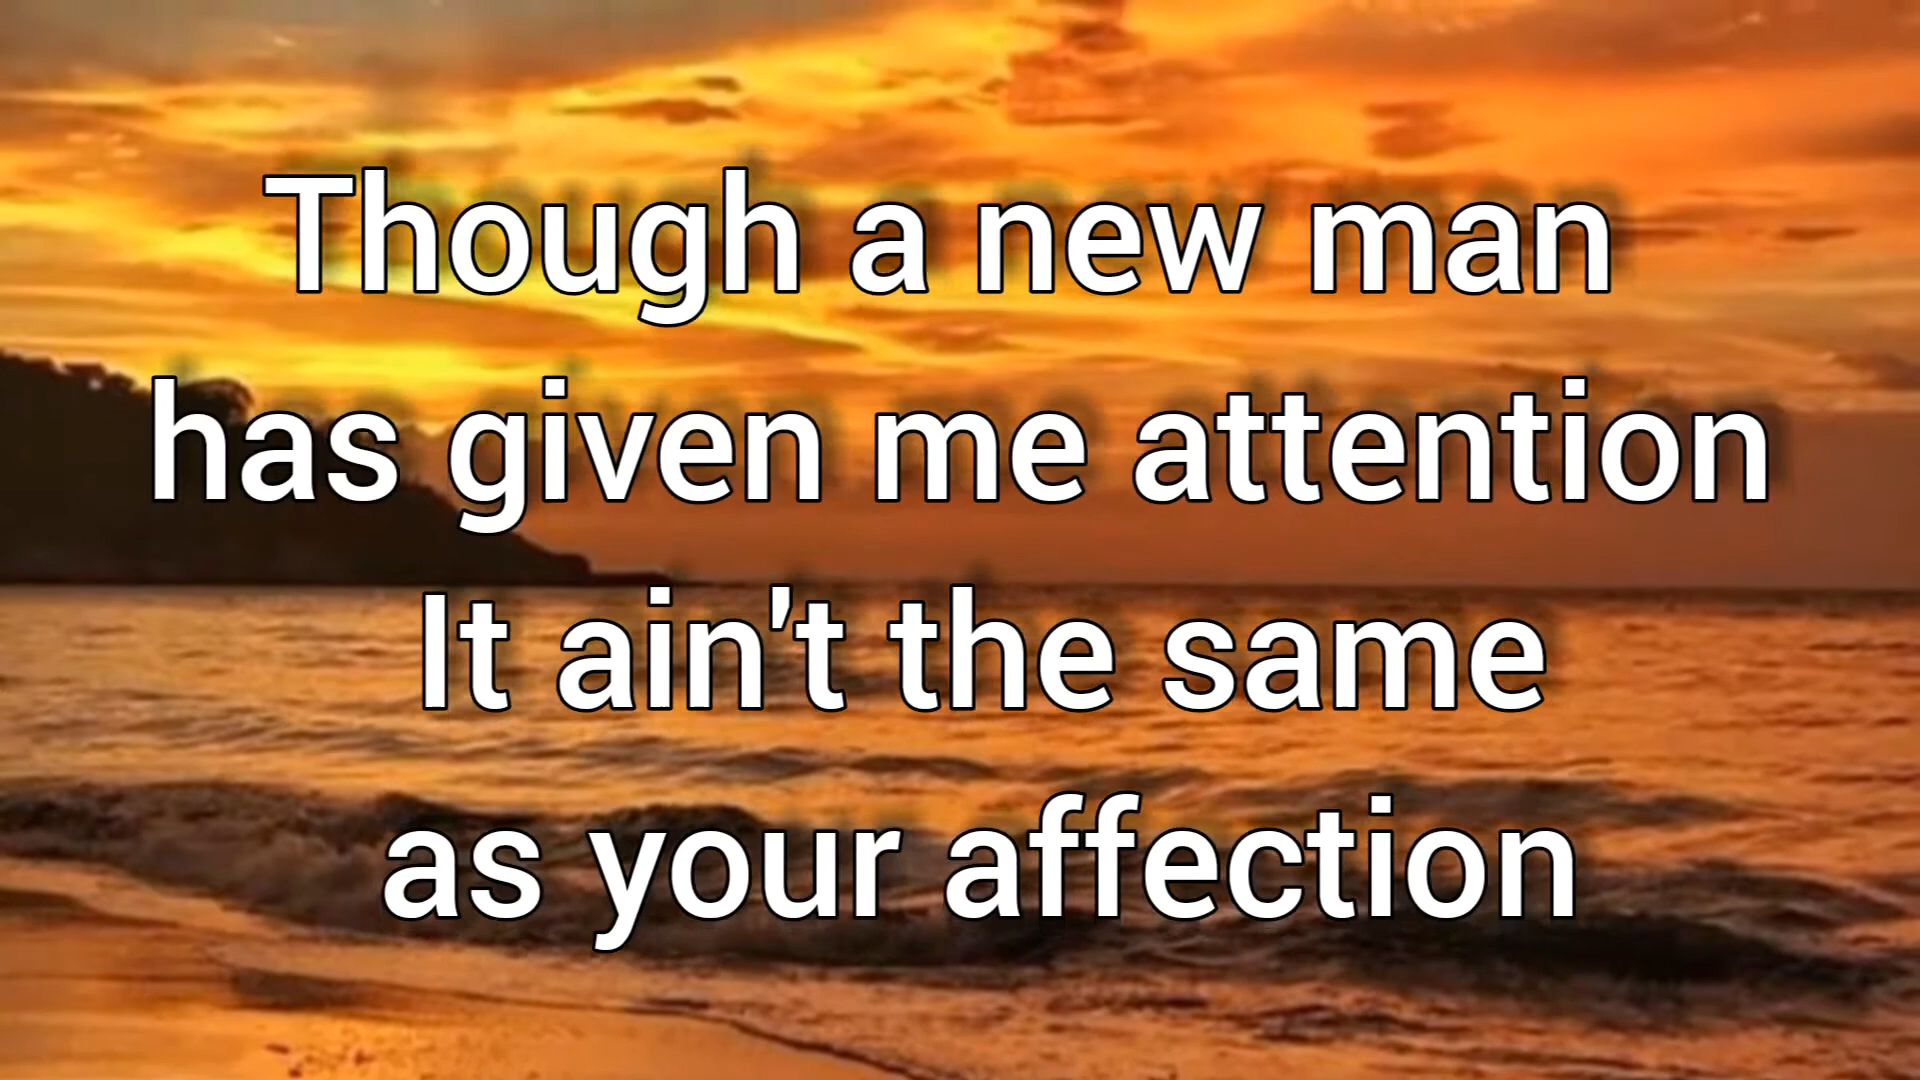 Though a new man
has given me attention
It ain't the same
as your affection